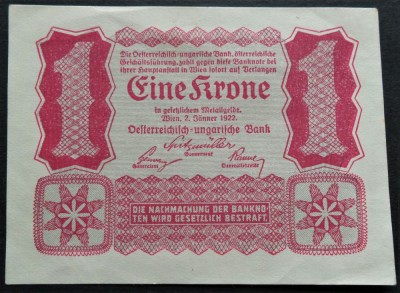 1 1
Die Oesterreichisch-ungarische Bank, österreichische
Geschäftsführung, zahlt gegen diese Banknote bei
ihrer Hauptanstalt in Wien sofort auf Verlangen
Eine Krone
in gesetzlichem Metallgelde.
Wien, 2. Jänner 1922.
Oesterreichisch-ungarische Bank
Spitzmüller
Gouverneur
Generalrat
DIE NACHMACHUNG DER BANKNO-
TEN WIRD GESETZLICH BESTRAFT.